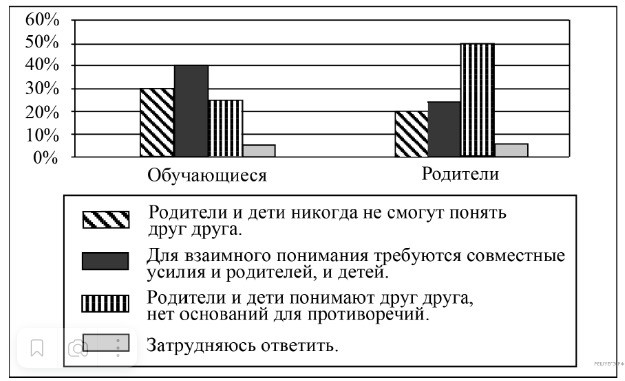 60%
50%
40%
30%
20%
10%
0%
Обучающиеся
Родители
Родители и дети никогда не смогут понять
друг друга.
Для взаимного понимания требуются совместные
усилия и родителей, и детей.
Родители и дети понимают друг друга,
нет оснований для противоречий.
Затрудняюсь ответить.